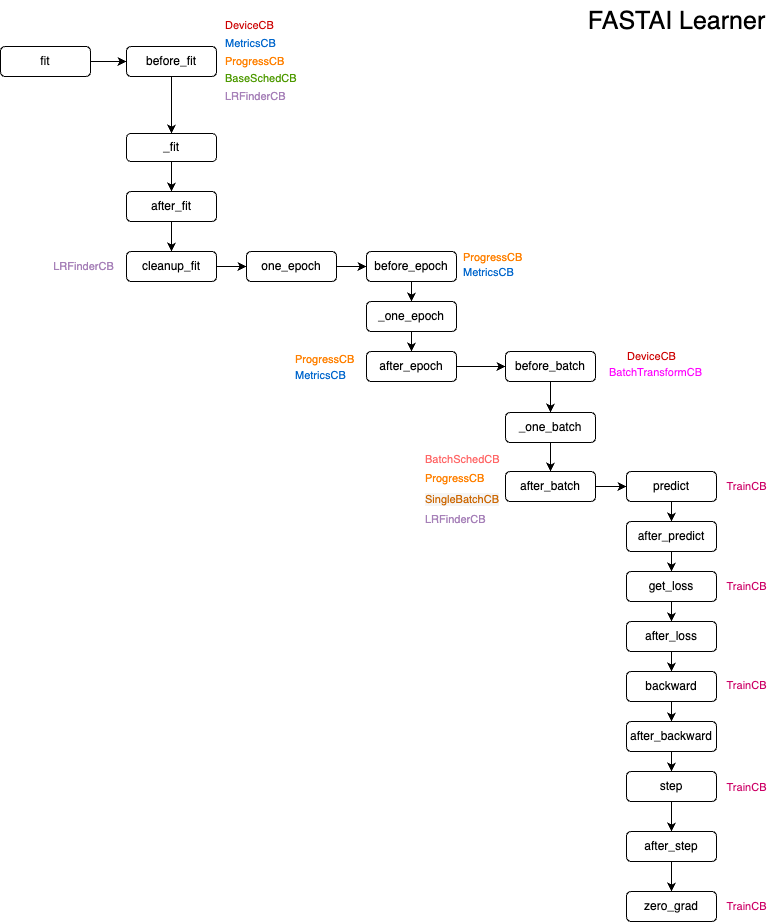 FASTAI Learner
DeviceCB
MetricsCB
fit
before_fit
ProgressCB
BaseSchedCB
LRFinderCB
_fit
after_fit
LRFinderCB
cleanup_fit
one_epoch
before_epoch
ProgressCB
MetricsCB
_one_epoch
ProgressCB
MetricsCB
after_epoch
before_batch
DeviceCB
BatchTransformCB
_one_batch
BatchSchedCB
ProgressCB
SingleBatchCB
LRFinderCB
after_batch
predict
TrainCB
after_predict
get_loss
TrainCB
after_loss
backward
TrainCB
after_backward
step
TrainCB
after_step
zero_grad
TrainCB